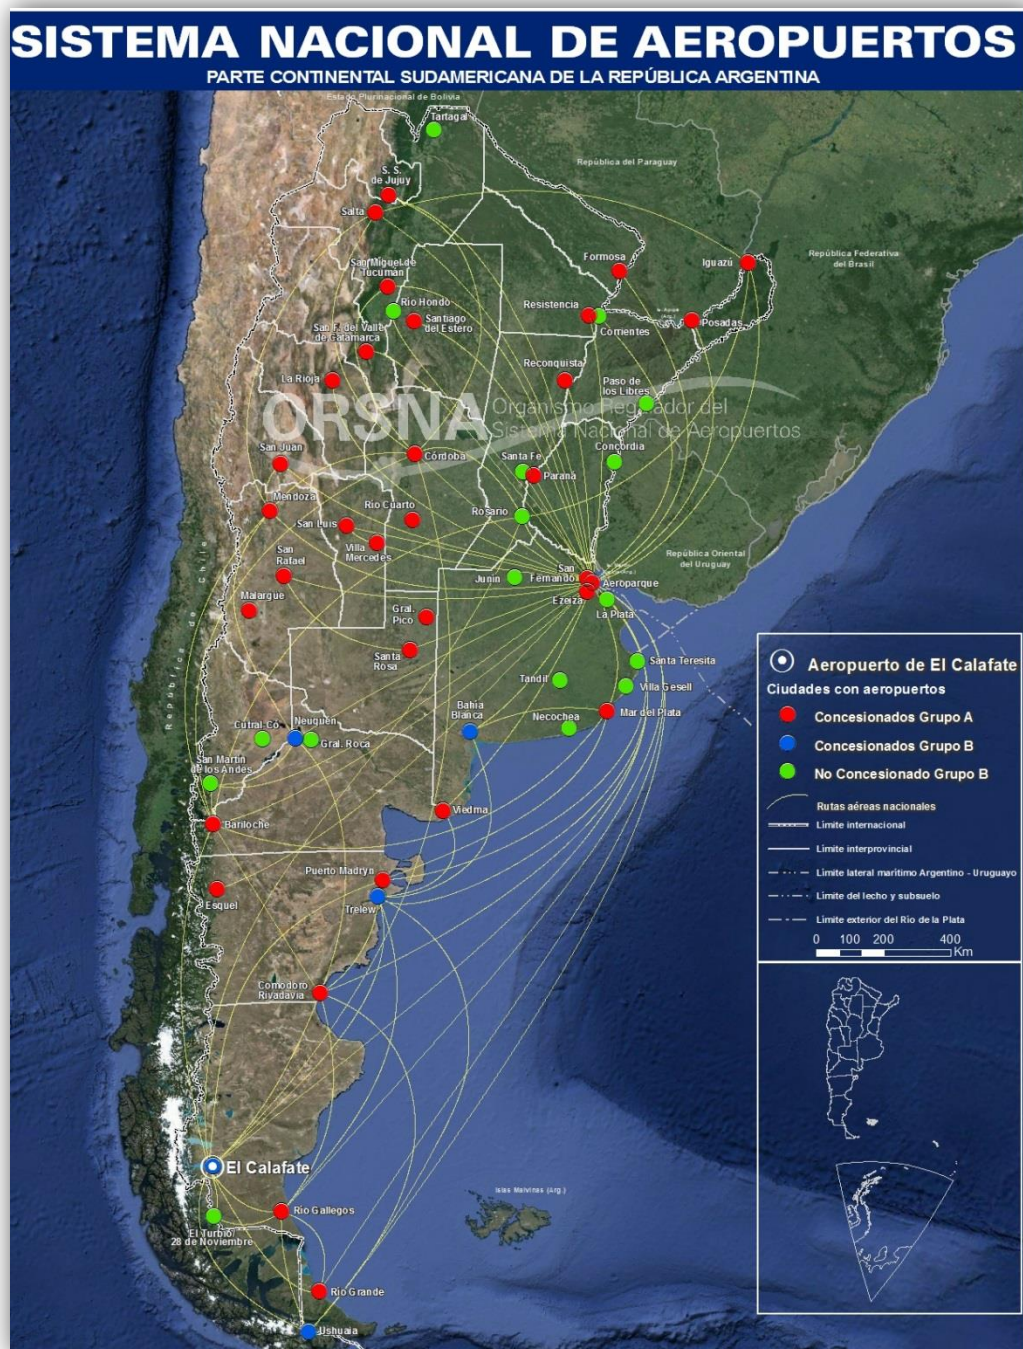 SISTEMA NACIONAL DE AEROPUERTOS
PARTE CONTINENTAL SUDAMERICANA DE LA REPÚBLICA ARGENTINA
Estado Plurinacional de Bolivia
Tartagal
República del Paraguay
S. S.
de Jujuy
Salta
República Federativa
del Brasil
Formosa
Iguazú
San Miguel de
Tucumán
Río Hondo
Resistencia
Santiago
del Estero
Corrientes
Posadas
San F. del Valle
de Catamarca
La Rioja
Reconquista
Paso de
los Libres
ORSNA
Organismo Regulador del
Sistema Nacional de Aeropuertos
San Juan
Córdoba
Santa Fe
Paraná
Concordia
Mendoza
Río Cuarto
Rosario
San Luis
Villa
Mercedes
República Oriental
del Uruguay
San
Rafael
Junín
San
Fernando
Aeroparque
Ezeiza
La Plata
Malargüe
Gral.
Pico
Santa
Rosa
República de Chile
Santa Teresita
Tandil
Villa Gesell
Mar del Plata
Necochea
Bahía
Blanca
Cutral-Có
Neuquén
Gral. Roca
San Martín
de los Andes
Bariloche
Viedma
Puerto Madryn
Esquel
Trelew
Comodoro
Rivadavia
El Calafate
Río Gallegos
El Turbio/
28 de Noviembre
Río Grande
Ushuaia
Islas Malvinas (Arg.)
Aeropuerto de El Calafate
Ciudades con aeropuertos
Concesionados Grupo A
Concesionados Grupo B
No Concesionado Grupo B
Rutas aéreas nacionales
Límite internacional
Límite interprovincial
Límite lateral marítimo Argentino - Uruguayo
Límite del lecho y subsuelo
Límite exterior del Río de la Plata
0 100 200 400
Km